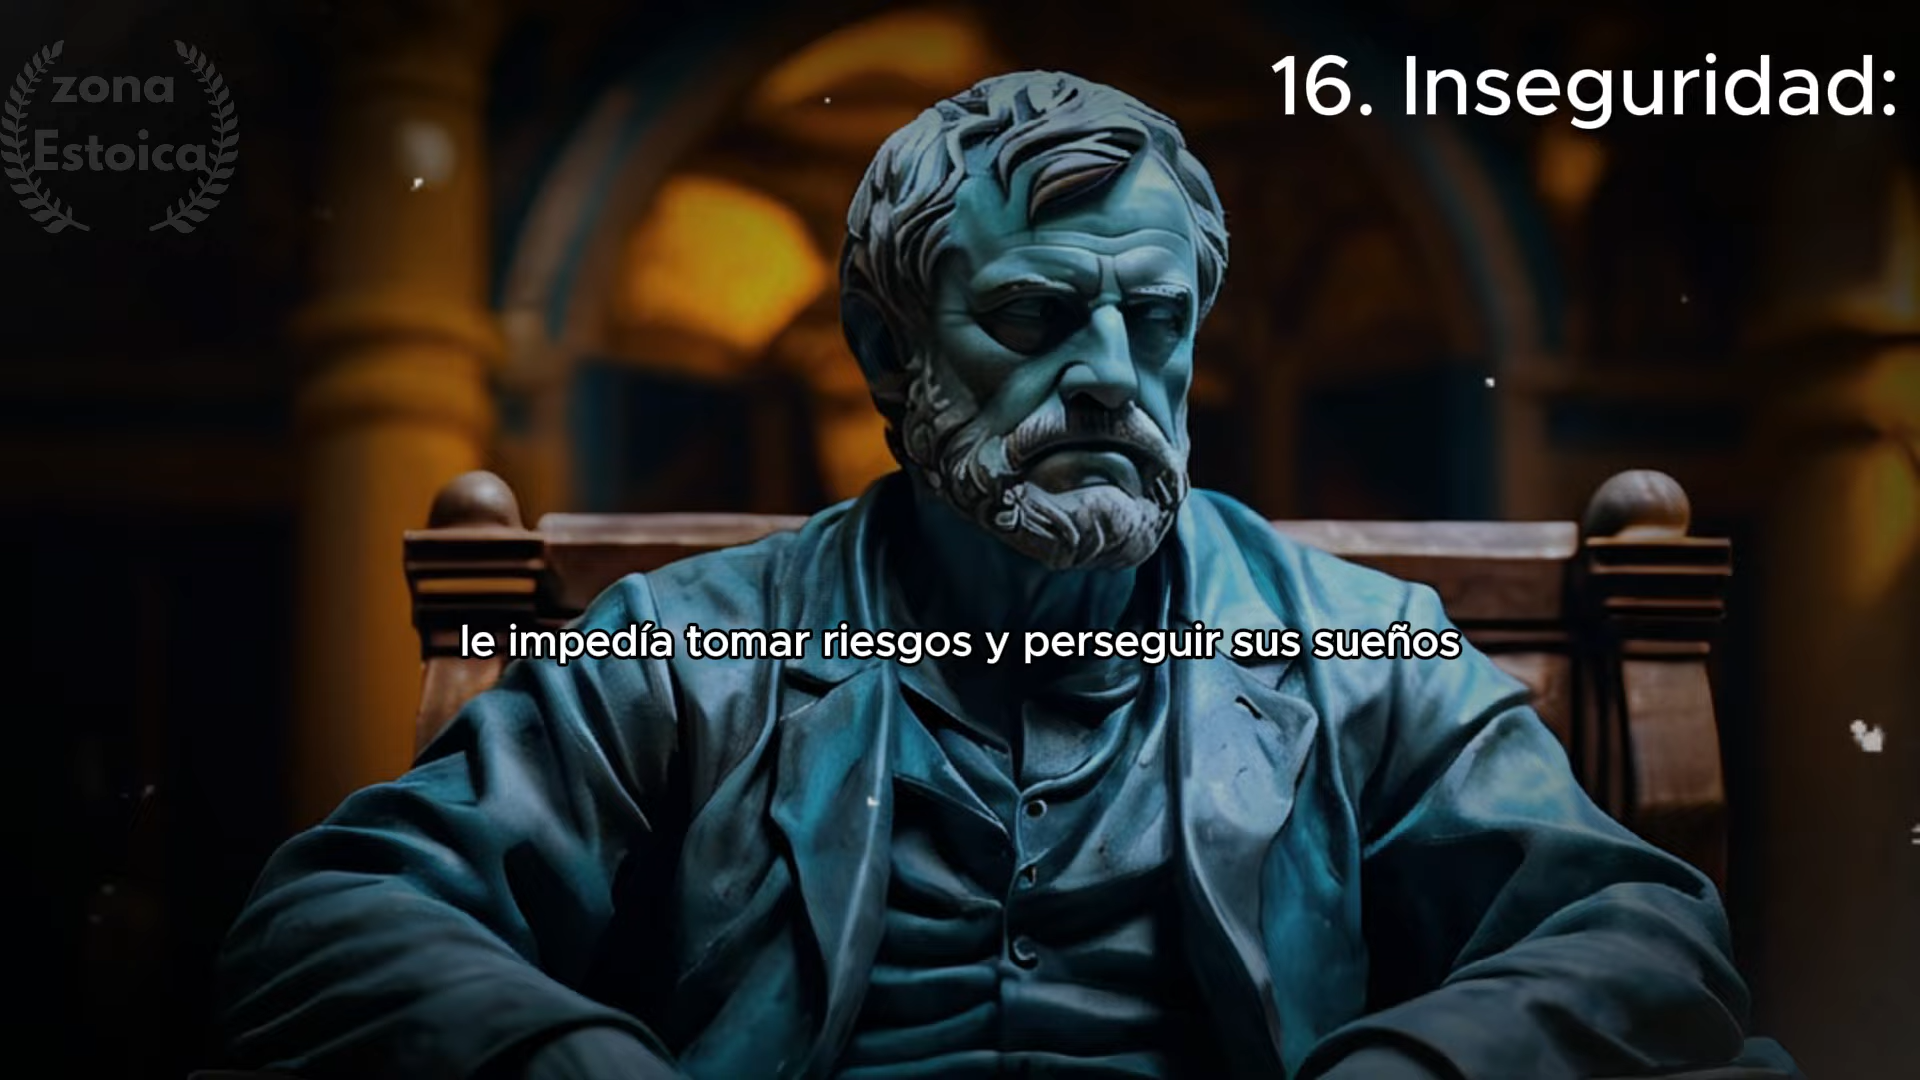 zona
Estoica
16. Inseguridad:
le impedía tomar riesgos y perseguir sus sueños